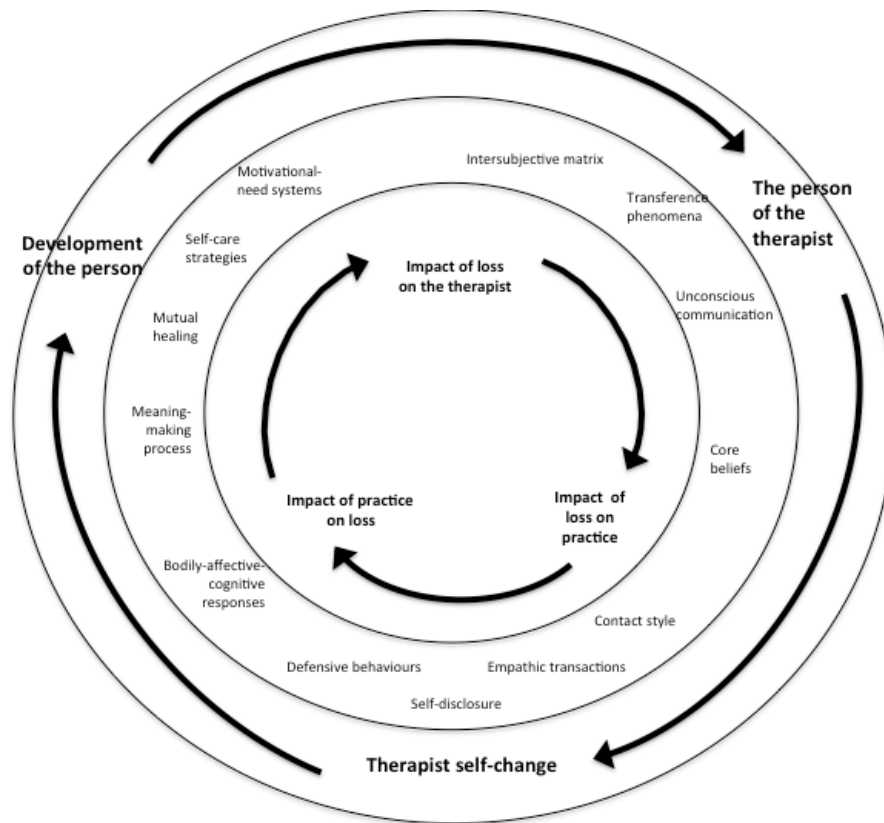 Motivational-
need systems
Intersubjective matrix
Transference
phenomena
The person
of the
therapist
Development
of the person
Self-care
strategies
Impact of loss
on the therapist
Unconscious
communication
Mutual
healing
Meaning-
making
process
Core
beliefs
Impact of practice
on loss
Impact of
loss on
practice
Bodily-affective-
cognitive
responses
Contact style
Defensive behaviours
Empathic transactions
Self-disclosure
Therapist self-change